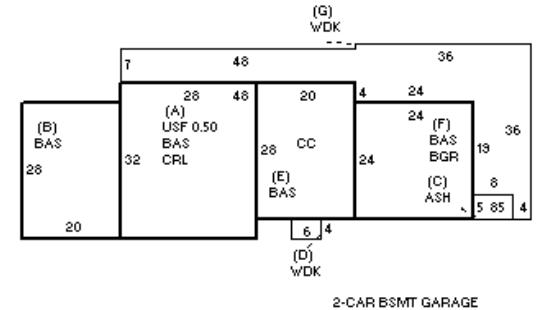 (G)
WDK
36
7
48
28 48
20
4
24
(A)
USF 0.50
BAS
CRL
24
(F)
BAS
BGR
36
(B)
BAS
28
32
28
CC
24
19
(E)
BAS
(C)
ASH
8
5 85 4
20
6 4
(D)
WDK
2-CAR BSMT GARAGE